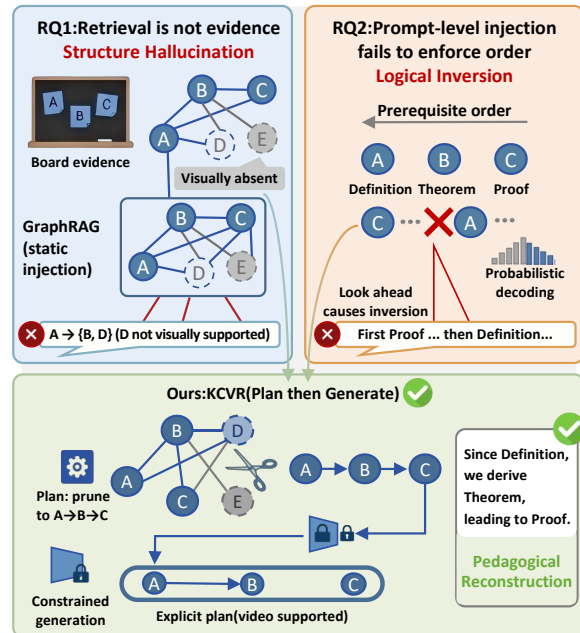 RQ1:Retrieval is not evidence
Structure Hallucination
A
B
C
Board evidence
B
C
A
D
E
Visually absent
GraphRAG
(static
injection)
B
C
A
D
E
A → {B, D} (D not visually supported)
RQ2:Prompt-level injection
fails to enforce order
Logical Inversion
Prerequisite order
A
B
C
Definition
Theorem
Proof
C
...
A
...
Probabilistic
decoding
Look ahead
causes inversion
First Proof ... then Definition...
Ours:KCVR(Plan then Generate)
B
D
A
C
E
Plan: prune
to A→B→C
A
B
C
Constrained
generation
A
B
C
Explicit plan(video supported)
Since Definition,
we derive
Theorem,
leading to Proof.
Pedagogical
Reconstruction